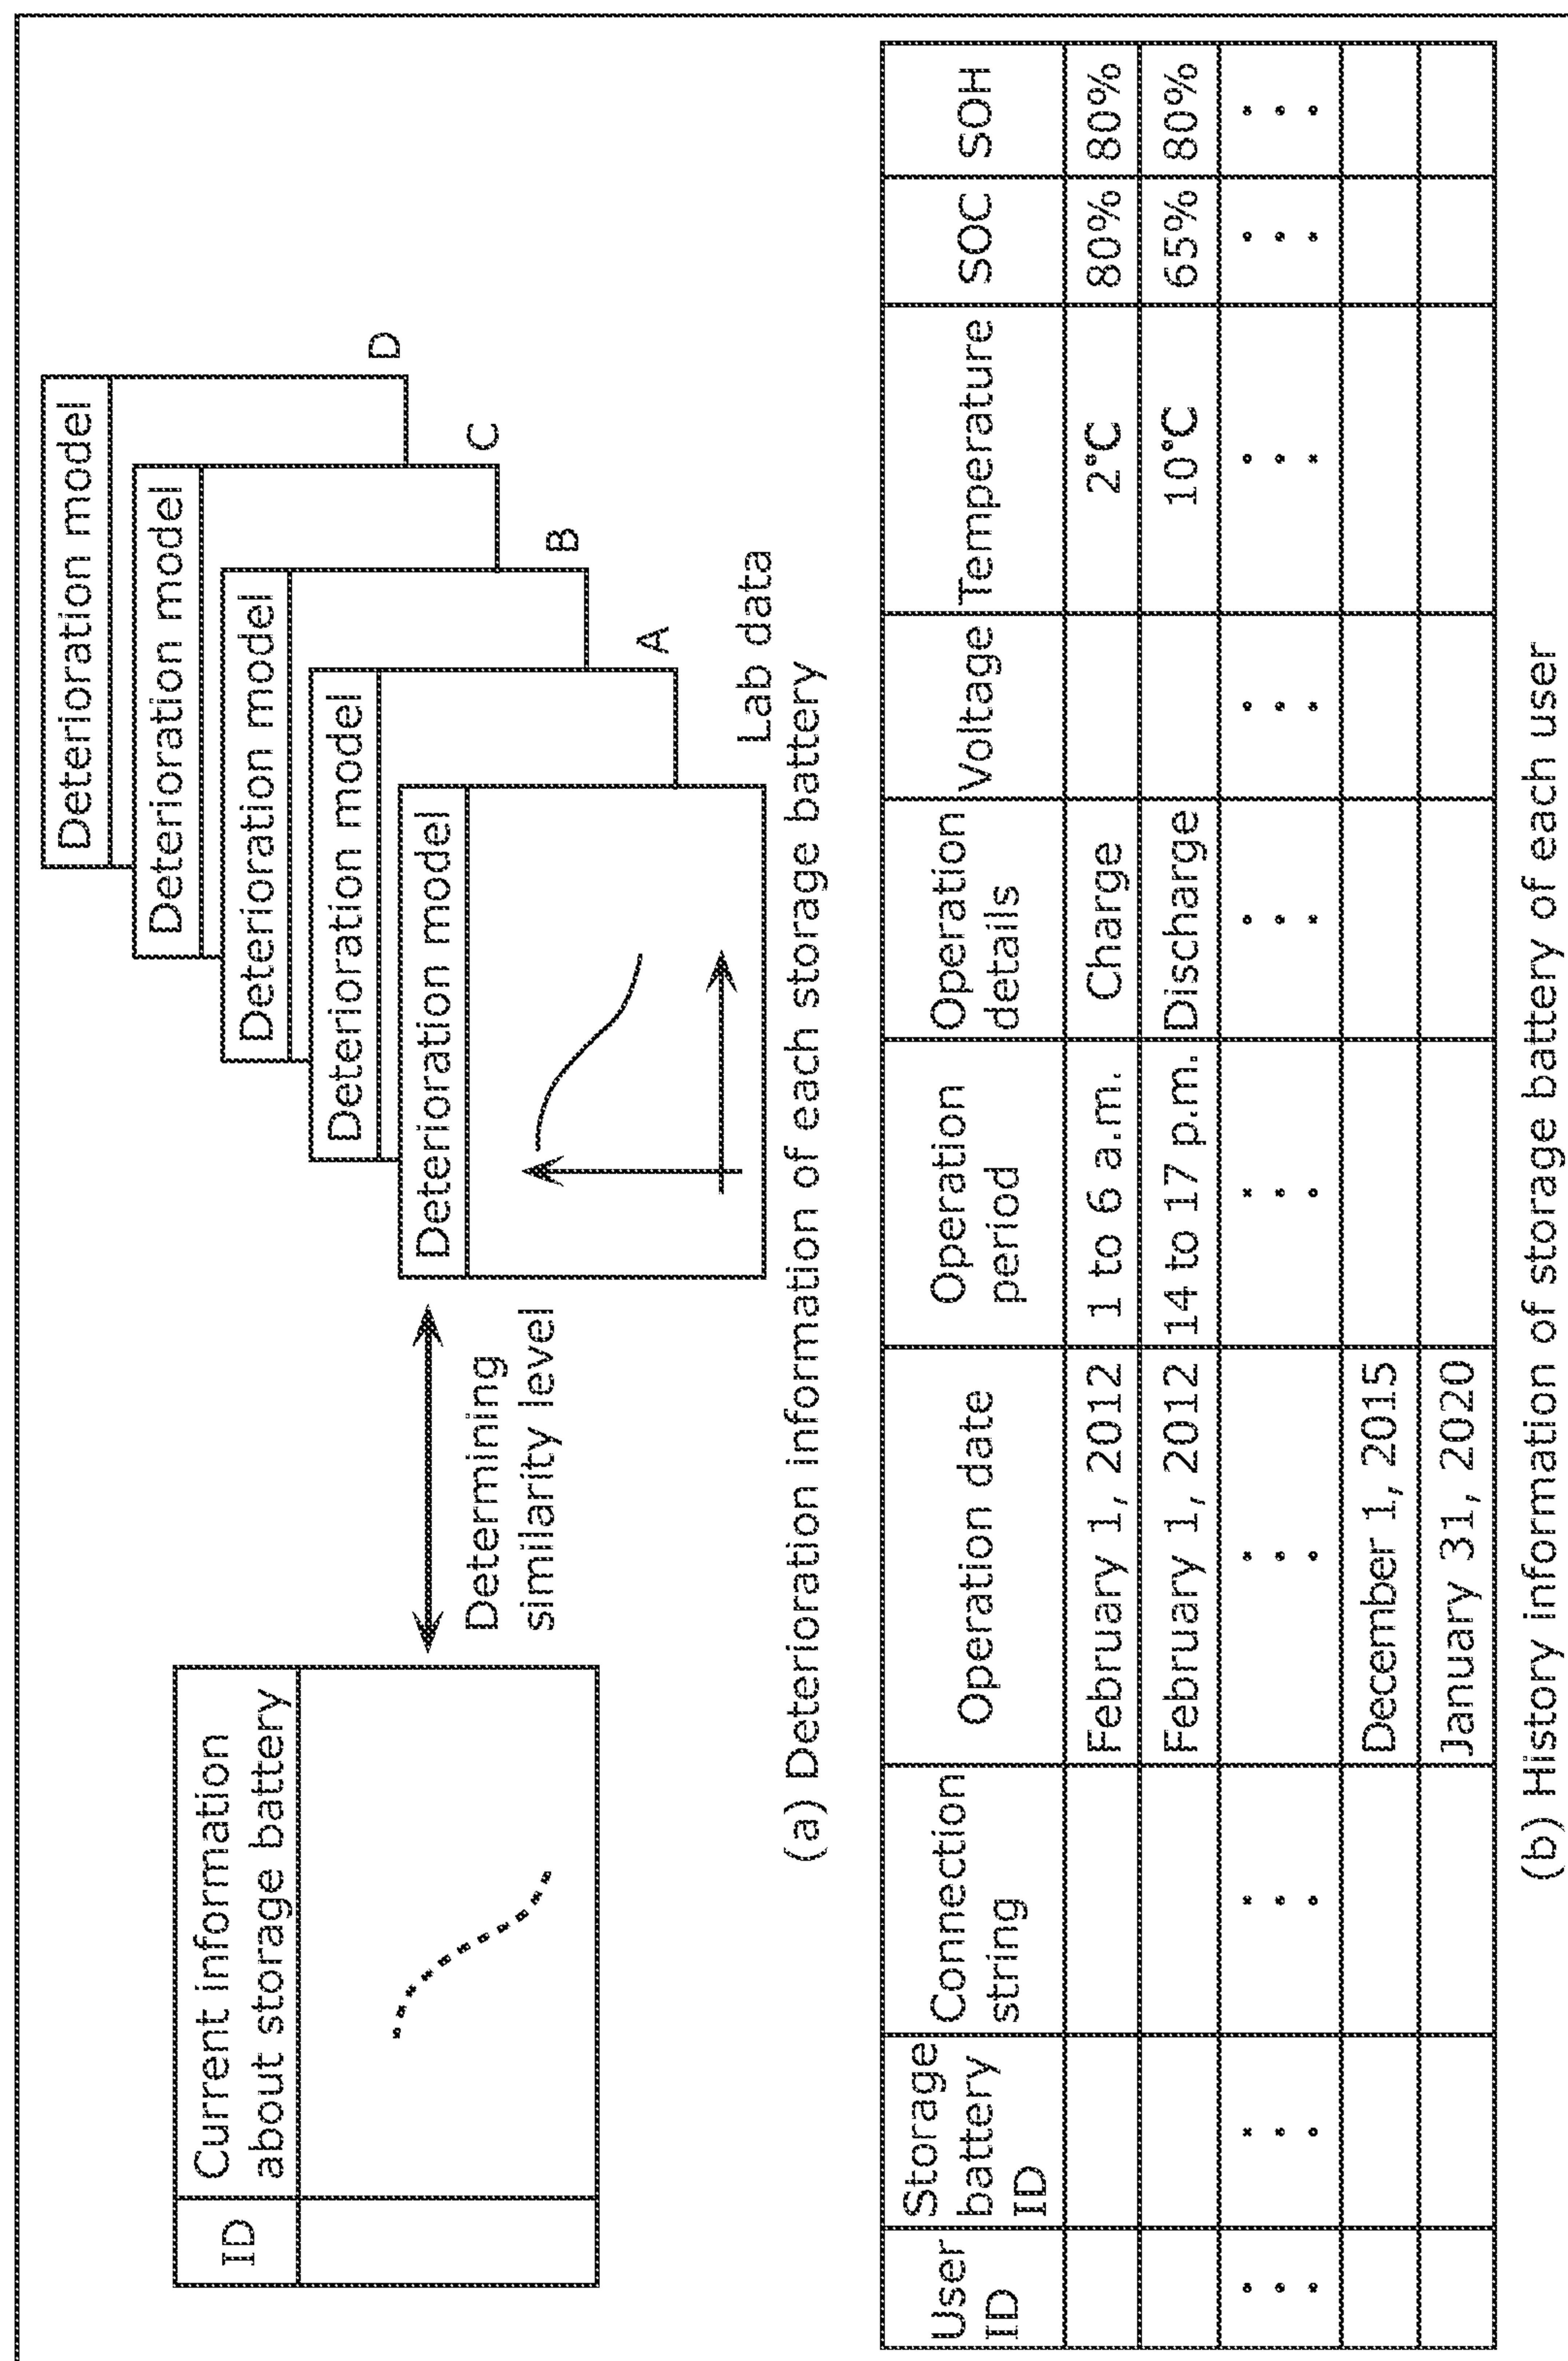 ID
Current information
about storage battery
Determining
similarity level
Deterioration model
Deterioration model
Deterioration model
Deterioration model
Deterioration model
D
C
B
A
Lab data
(a) Deterioration information of each storage battery
User
ID
Storage
battery
ID
Connection
string
Operation date
Operation
period
Operation
details
Voltage
Temperature
SOC
SOH
February 1, 2012 1 to 6 a.m. Charge 2°C 80% 80%
February 1, 2012 14 to 17 p.m. Discharge 10°C 65% 80%
December 1, 2015
January 31, 2020
(b) History information of storage battery of each user